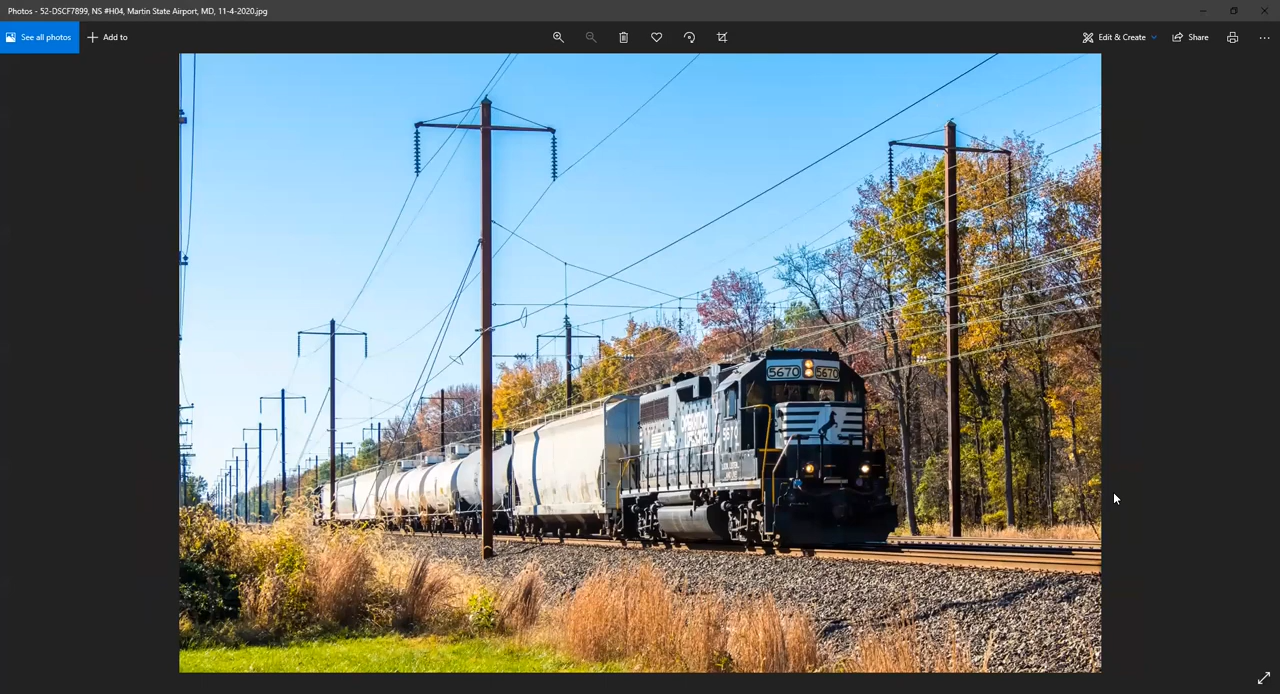 Photos - 52-DSCF7899, NS #H04, Martin State Airport, MD, 11-4-2020.jpg
See all photos
Add to
Edit & Create
Share
5670 5670